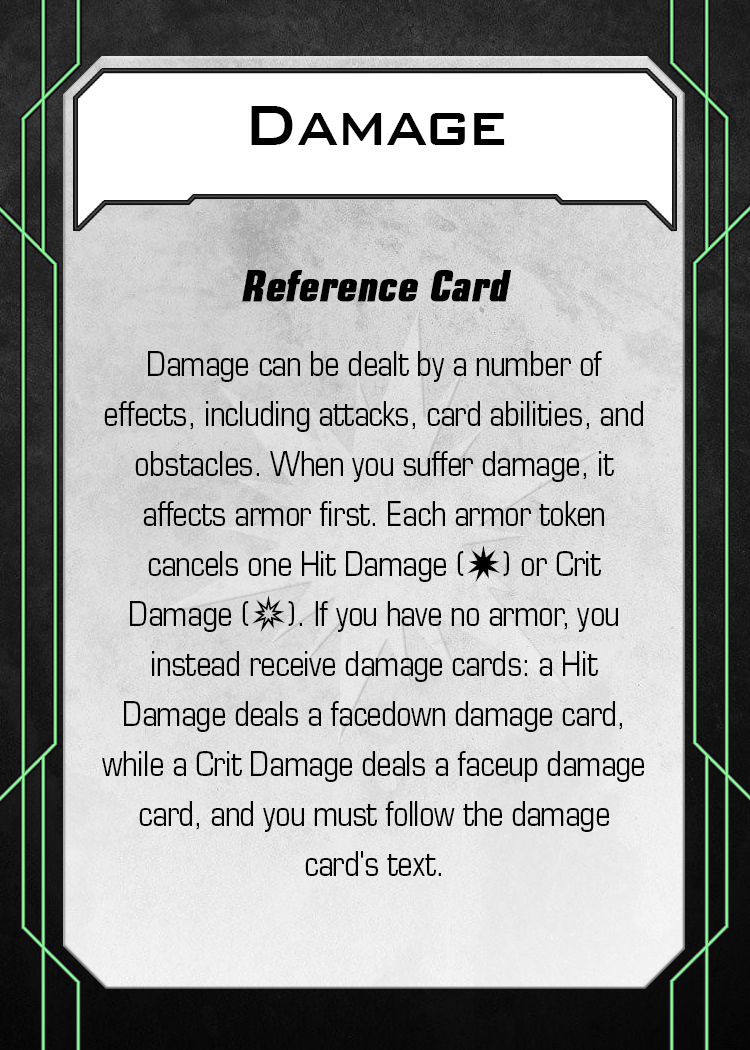 Damage
Reference Card
Damage can be dealt by a number of
effects, including attacks, card abilities, and
obstacles. When you suffer damage, it
affects armor first. Each armor token
cancels one Hit Damage (✷) or Crit
Damage (✵). If you have no armor, you
instead receive damage cards: a Hit
Damage deals a facedown damage card,
while a Crit Damage deals a faceup damage
card, and you must follow the damage
card's text.